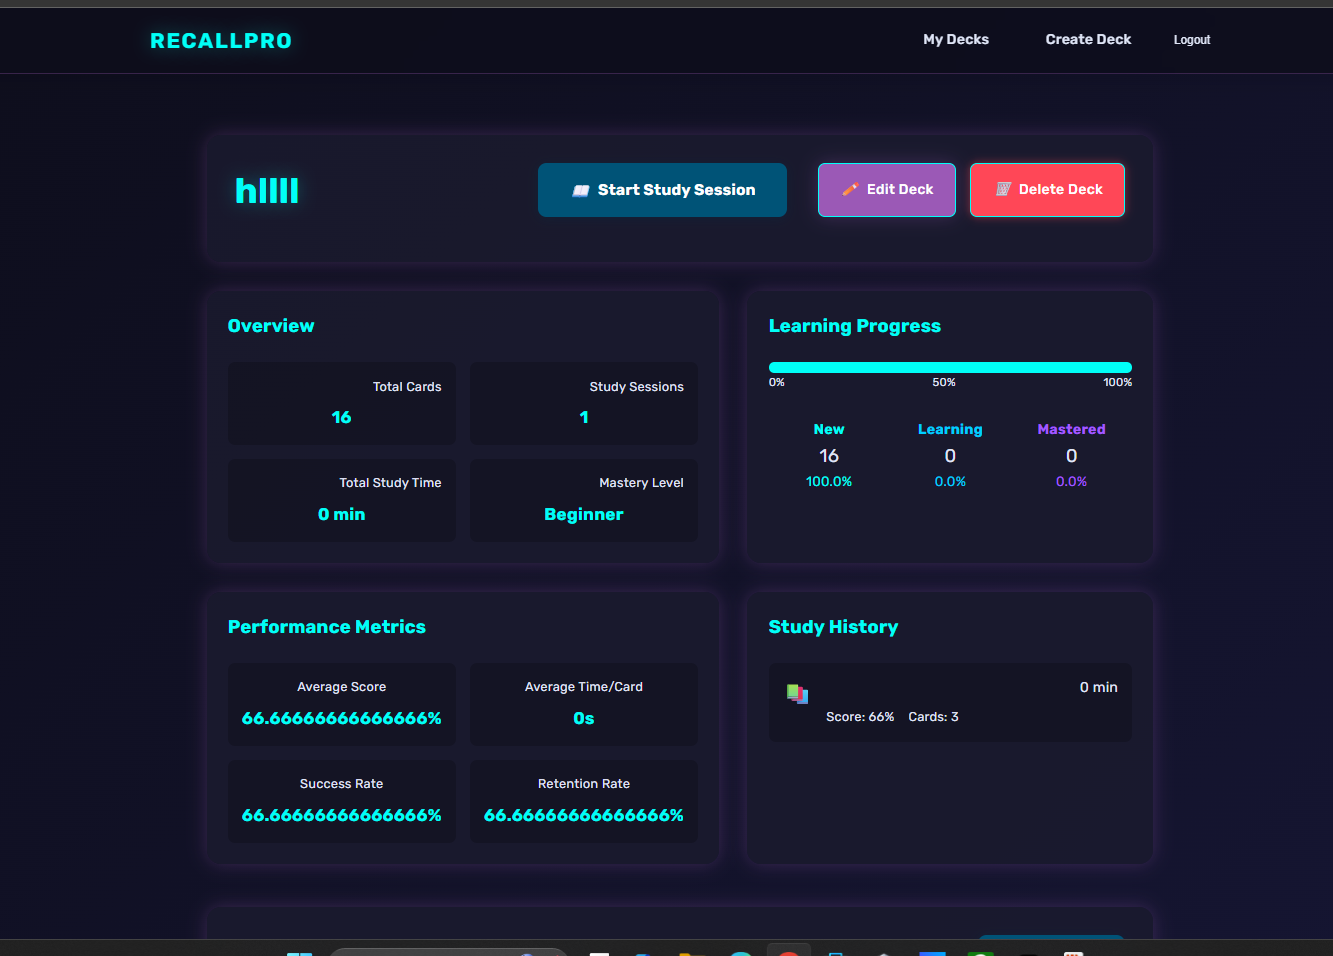 RECALLPRO
My Decks Create Deck Logout
hllll
Start Study Session Edit Deck Delete Deck
Overview
Total Cards
16
Study Sessions
1
Total Study Time
0 min
Mastery Level
Beginner
Learning Progress
0% 50% 100%
New Learning Mastered
16 0 0
100.0% 0.0% 0.0%
Performance Metrics
Average Score
66.66666666666666%
Average Time/Card
0s
Success Rate
66.66666666666666%
Retention Rate
66.66666666666666%
Study History
0 min
Score: 66% Cards: 3